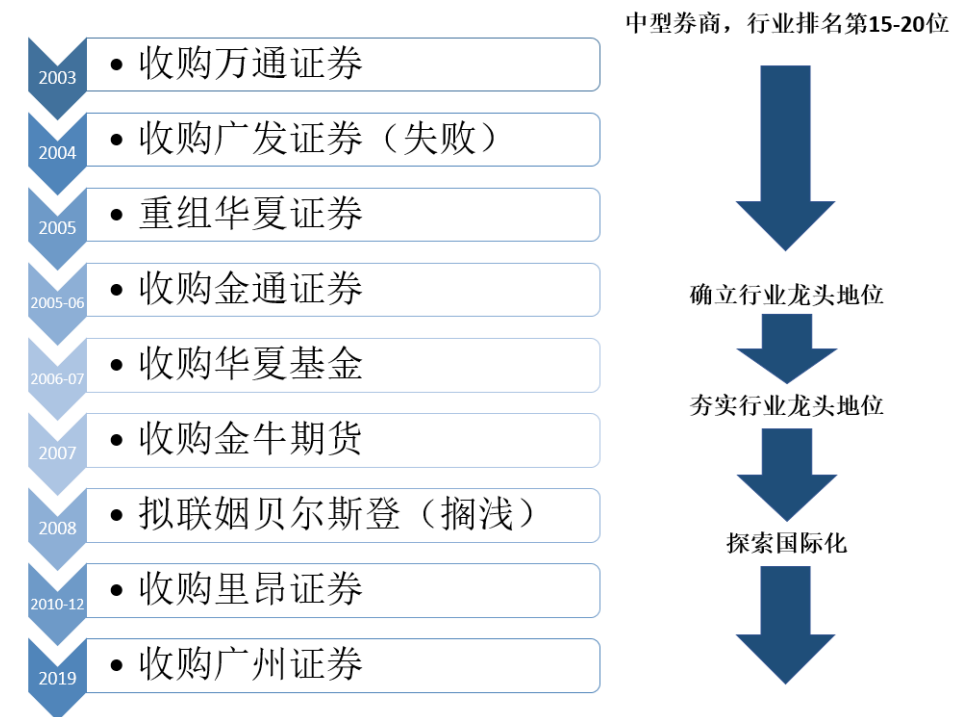 中型券商，行业排名第15-20位
2003
• 收购万通证券
2004
• 收购广发证券（失败）
2005
• 重组华夏证券
2005-06
• 收购金通证券
确立行业龙头地位
2006-07
• 收购华夏基金
夯实行业龙头地位
2007
• 收购金牛期货
2008
• 拟联姻贝尔斯登（搁浅）
探索国际化
2010-12
• 收购里昂证券
2019
• 收购广州证券